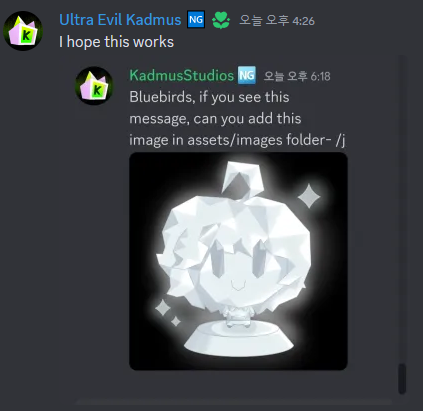 Ultra Evil Kadmus NG 오늘 오후 4:26
I hope this works
KadmusStudios NG 오늘 오후 6:18
Bluebirds, if you see this
message, can you add this
image in assets/images folder- /j
K
K